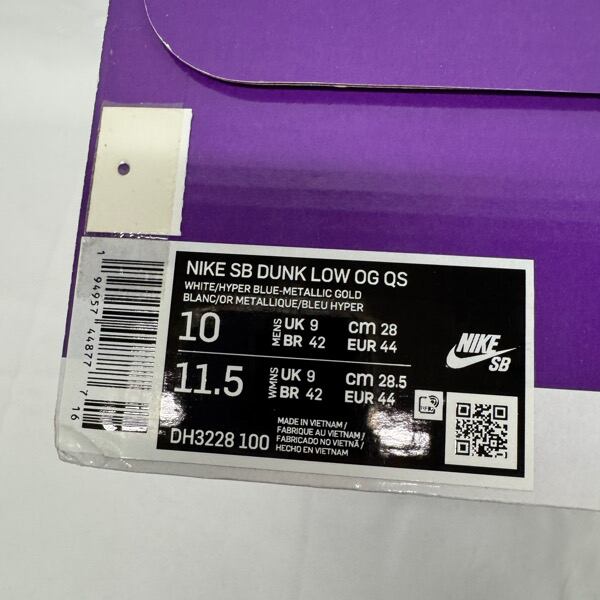 NIKE SB DUNK LOW OG QS
WHITE/HYPER BLUE-METALLIC GOLD
BLANC/OR METALLIQUE/BLEU HYPER
10 MENS UK 9 cm 28
BR 42 EUR 44
11.5 WMNS UK 9 cm 28.5
BR 42 EUR 44
NIKE
SB
DH3228 100
MADE IN VIETNAM/
FABRIQUE AU VIETNAM/
FABRICADO NO VIETNÃ/
HECHO EN VIETNAM
1 94957 44877 7 16